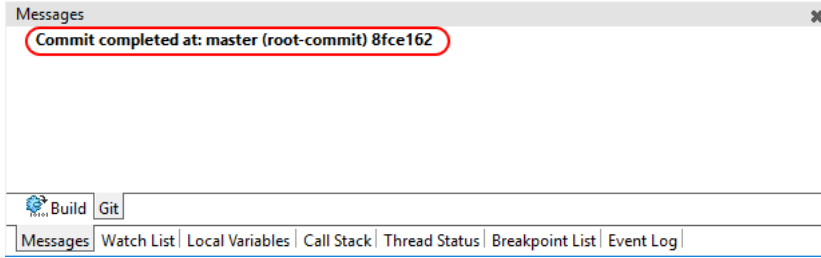 Messages
Commit completed at: master (root-commit) 8fce162
Build Git
Messages Watch List Local Variables Call Stack Thread Status Breakpoint List Event Log